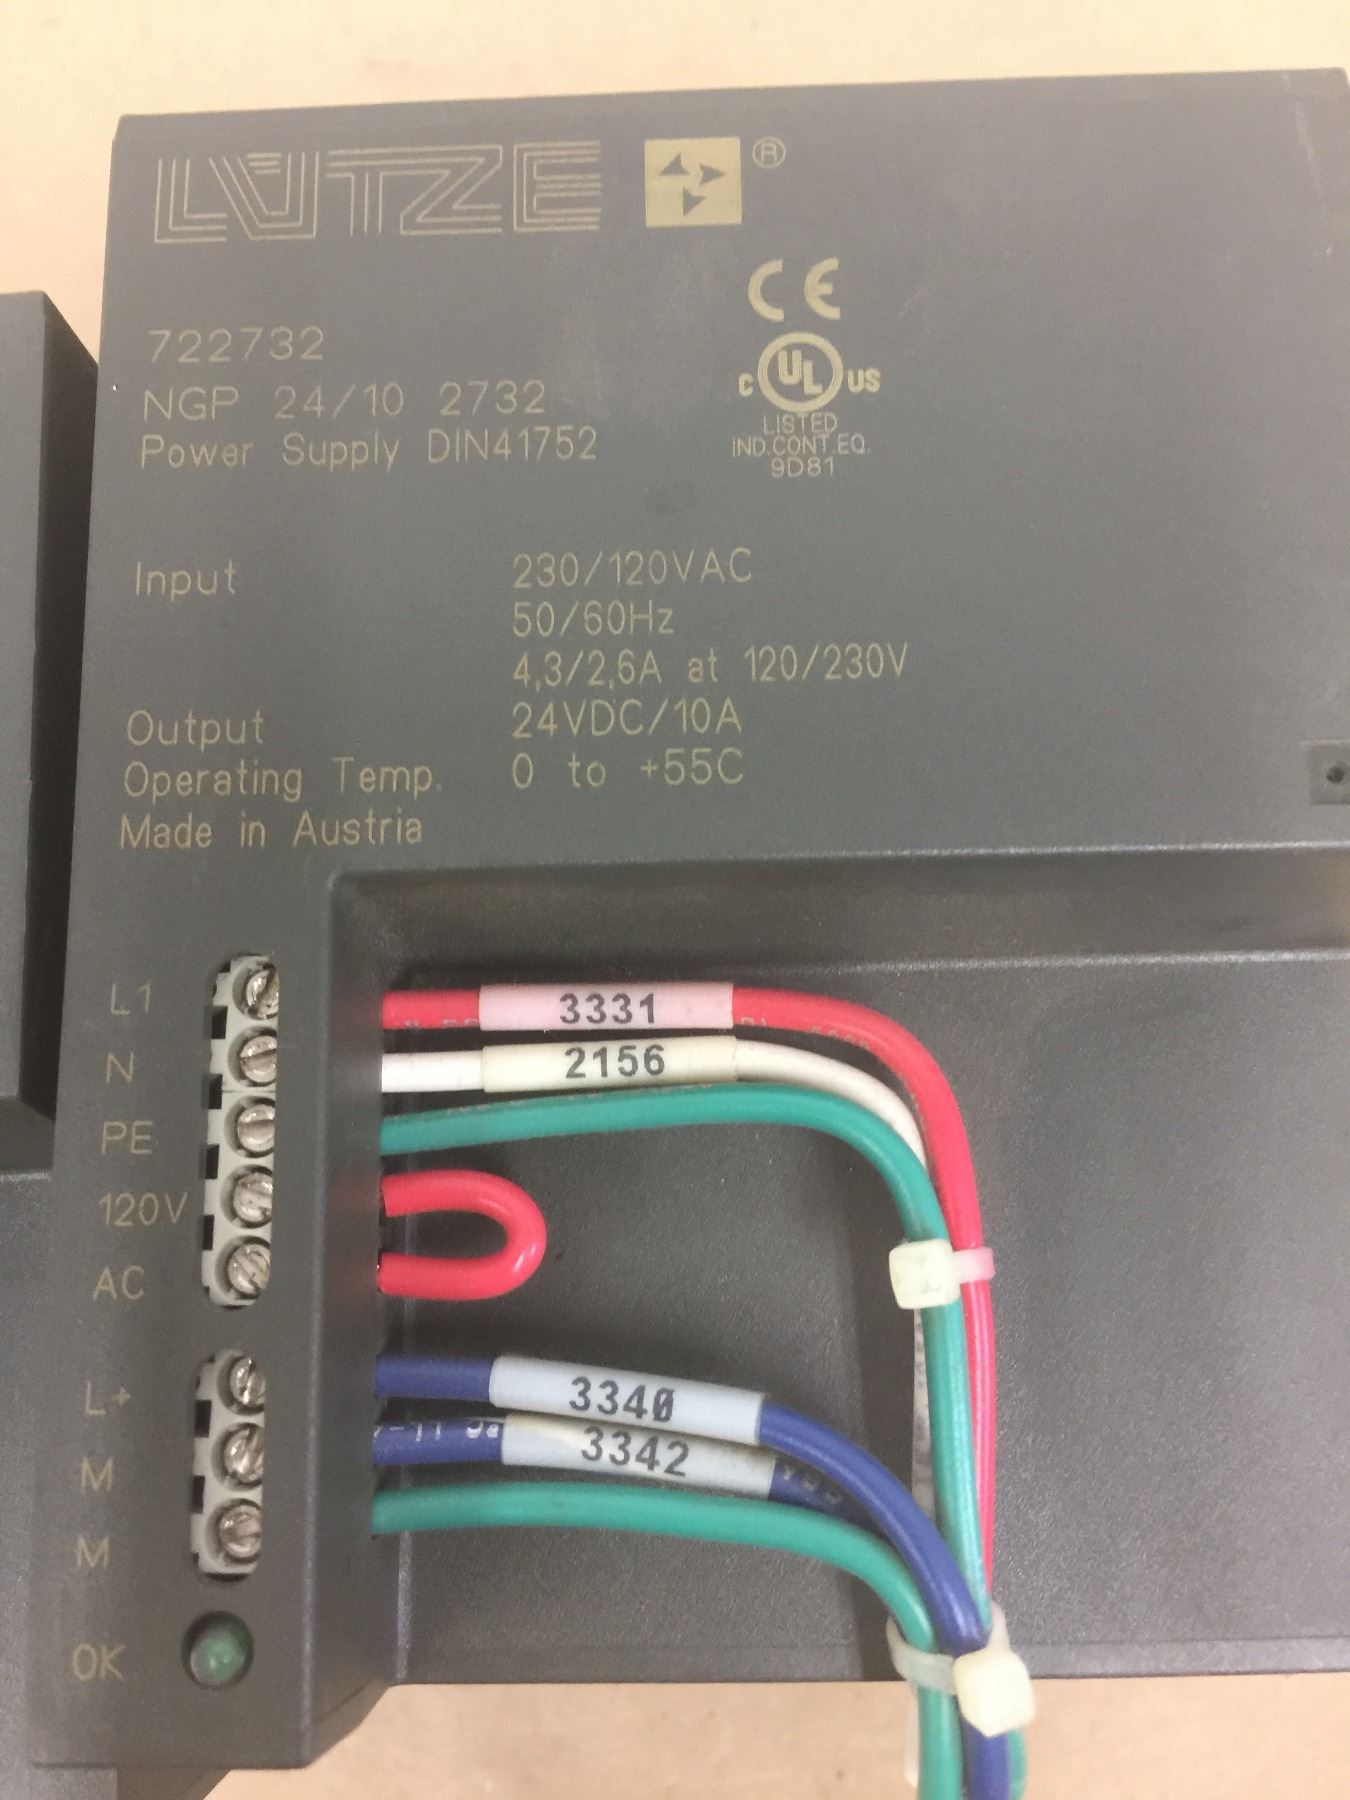 LÜTZE ®
CE
722732
C UL US
NGP 24/10 2732
LISTED
Power Supply DIN41752
IND.CONT.EQ.
9D81
Input 230/120VAC
50/60Hz
4,3/2,6A at 120/230V
Output 24VDC/10A
Operating Temp. 0 to +55C
Made in Austria
L1
3331
N
2156
PE
120V
AC
L+
3340
M
3342
M
OK